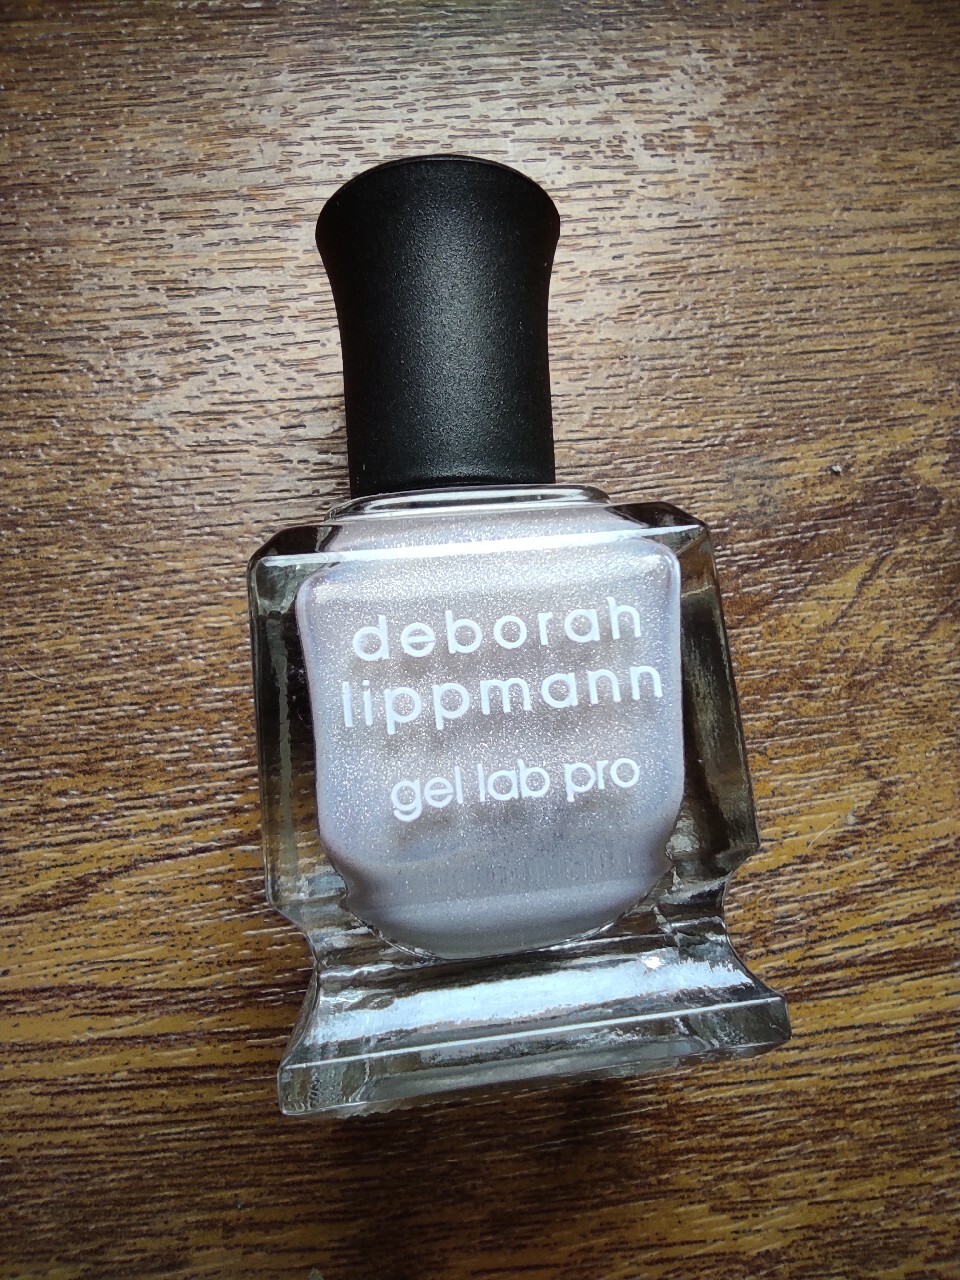 deborah
lippmann
gel lab pro